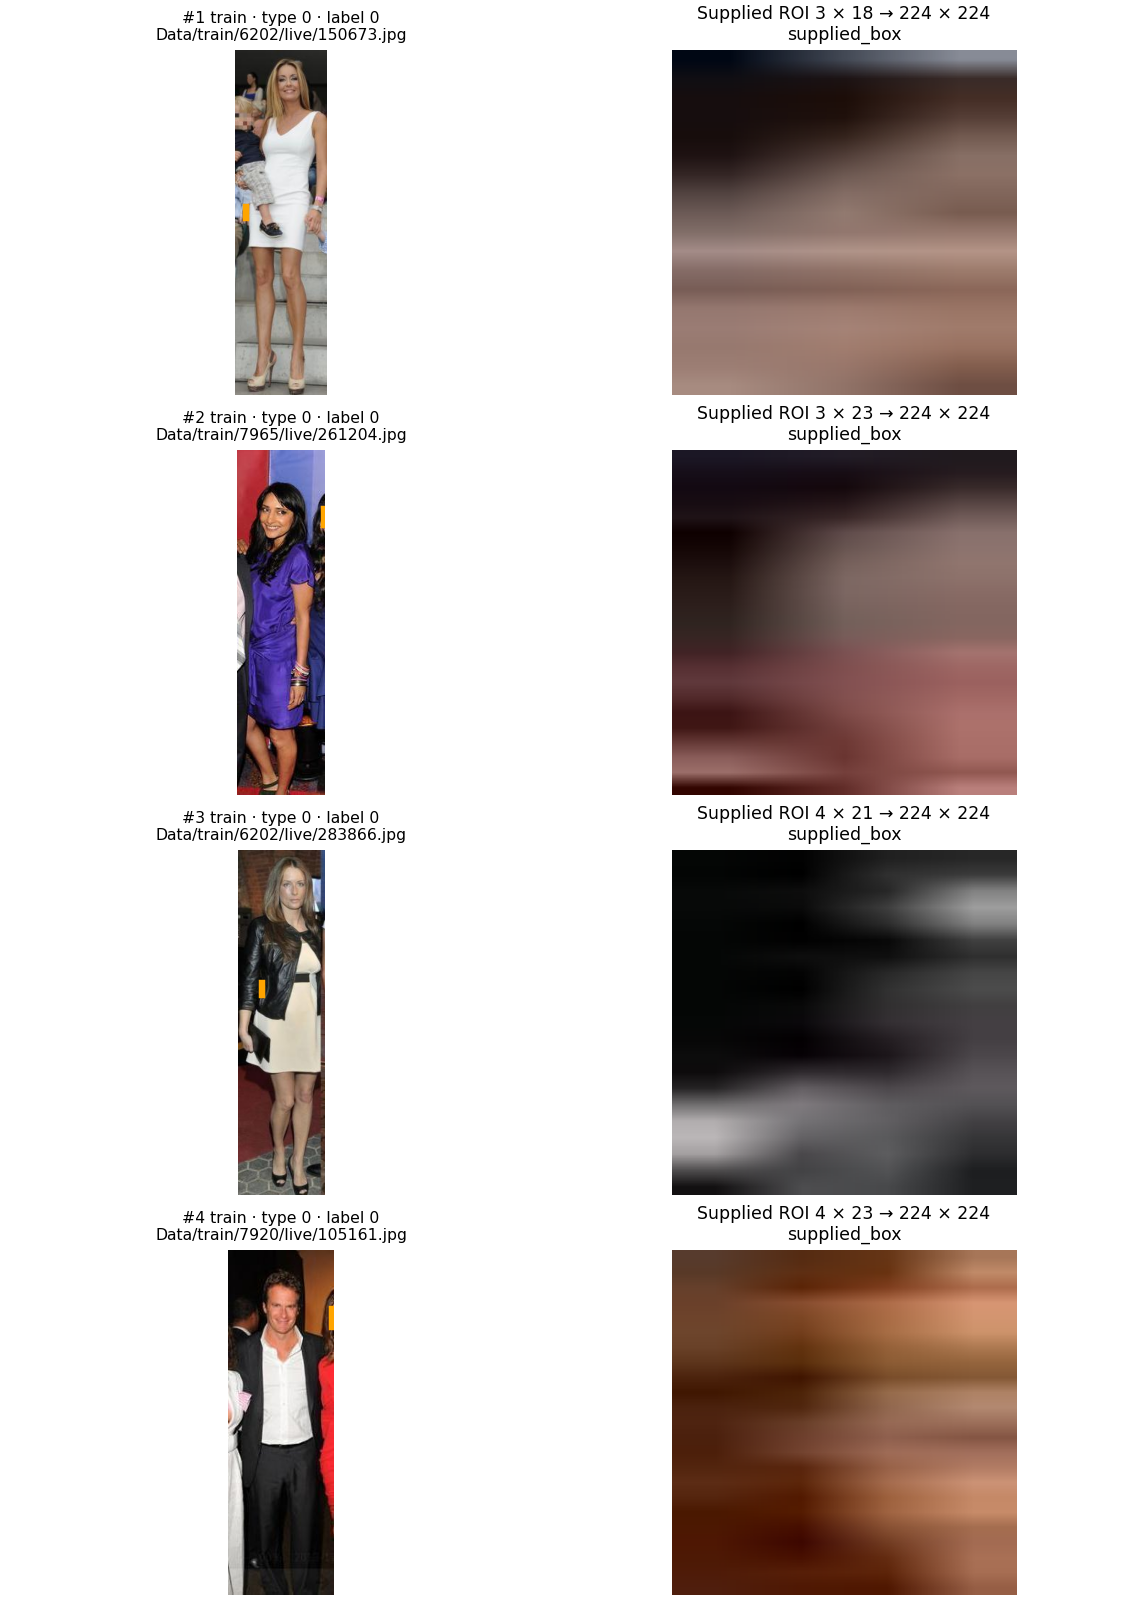 #1 train · type 0 · label 0
Data/train/6202/live/150673.jpg
Supplied ROI 3 × 18 → 224 × 224
supplied_box
#2 train · type 0 · label 0
Data/train/7965/live/261204.jpg
Supplied ROI 3 × 23 → 224 × 224
supplied_box
#3 train · type 0 · label 0
Data/train/6202/live/283866.jpg
Supplied ROI 4 × 21 → 224 × 224
supplied_box
#4 train · type 0 · label 0
Data/train/7920/live/105161.jpg
Supplied ROI 4 × 23 → 224 × 224
supplied_box